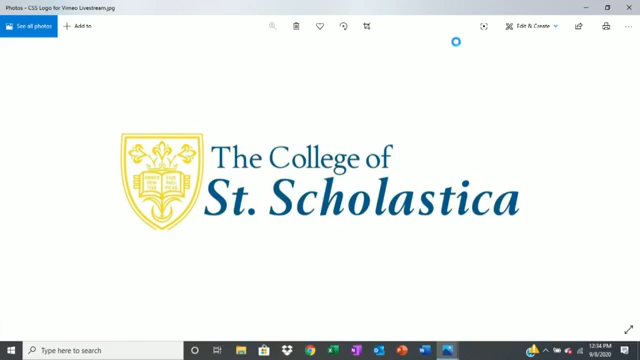 Photos - CSS Logo for Vimeo Livestream.jpg
See all photos
Add to
Edit & Create
The College of
St. Scholastica
Type here to search
12:34 PM
9/8/2020